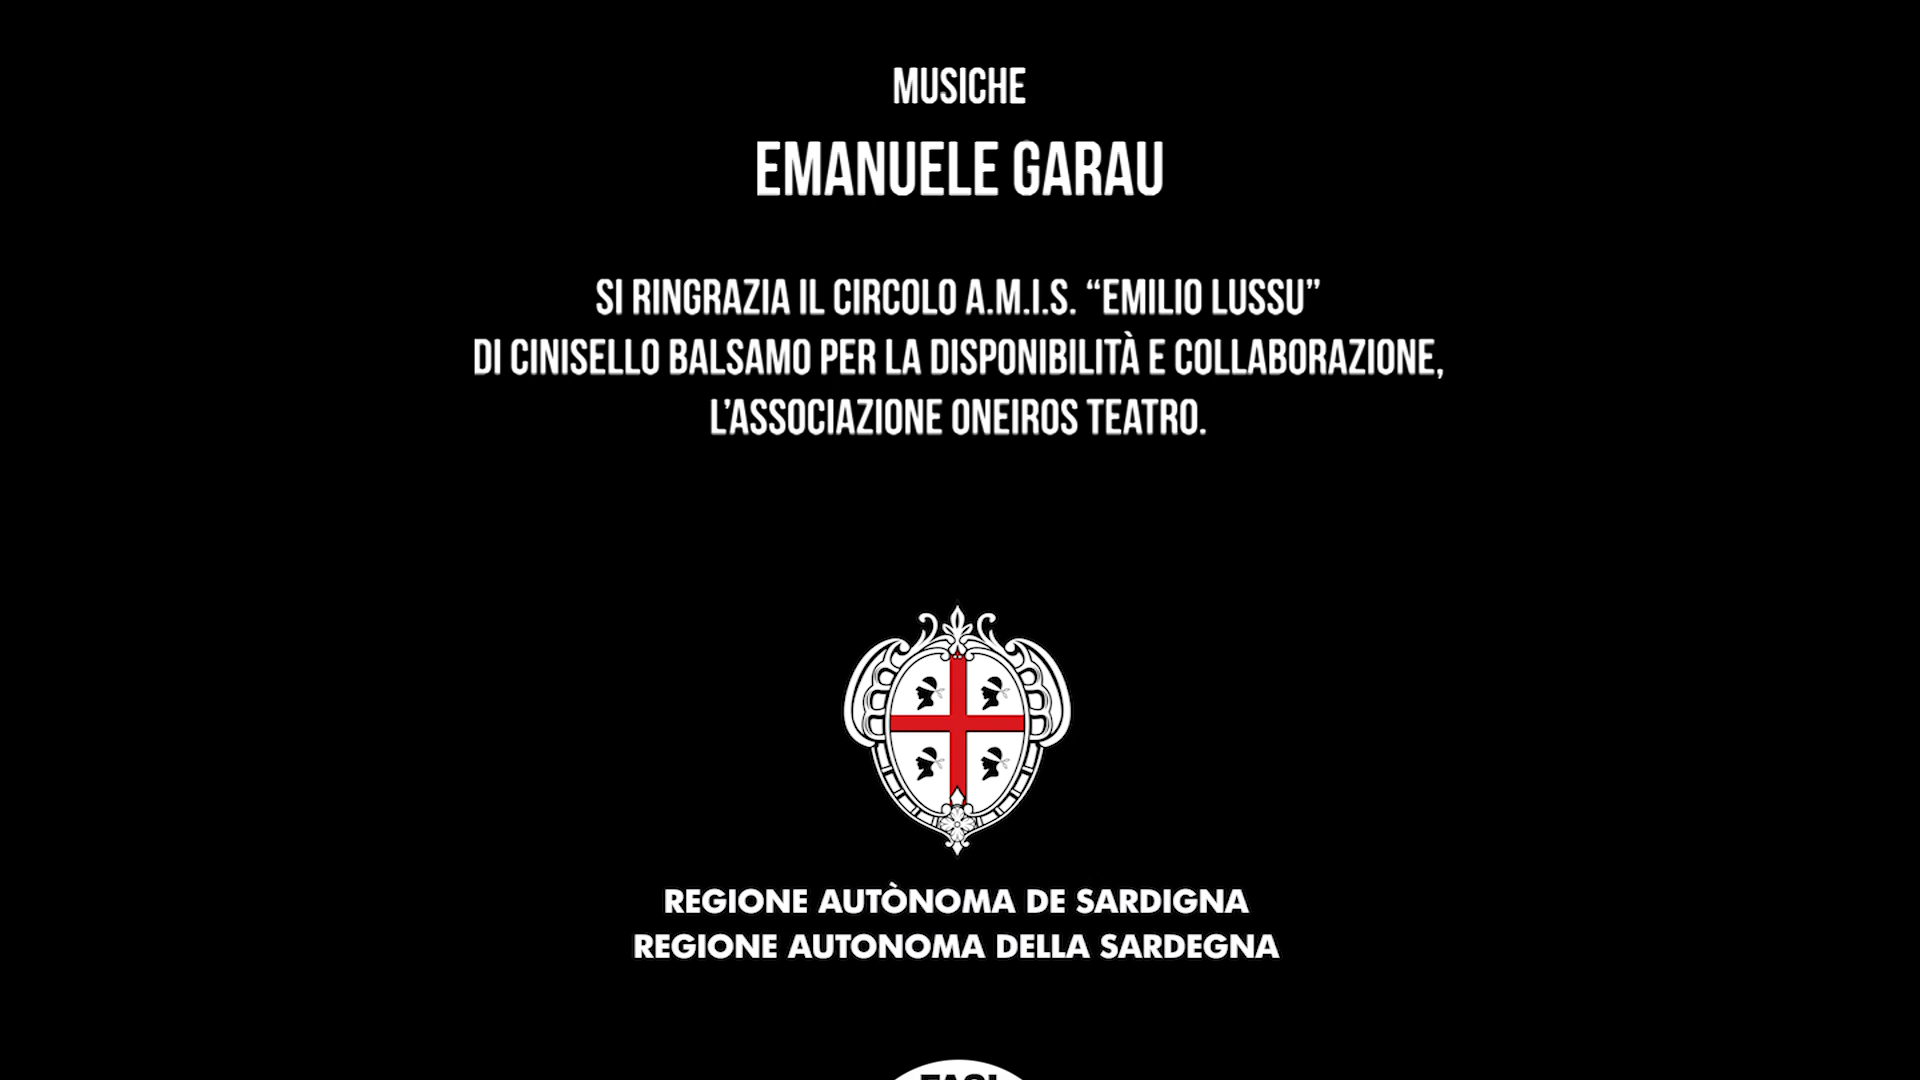 MUSICHE
EMANUELE GARAU
SI RINGRAZIA IL CIRCOLO A.M.I.S. “EMILIO LUSSU”
DI CINISELLO BALSAMO PER LA DISPONIBILITÀ E COLLABORAZIONE,
L’ASSOCIAZIONE ONEIROS TEATRO.
REGIONE AUTÒNOMA DE SARDIGNA
REGIONE AUTONOMA DELLA SARDEGNA